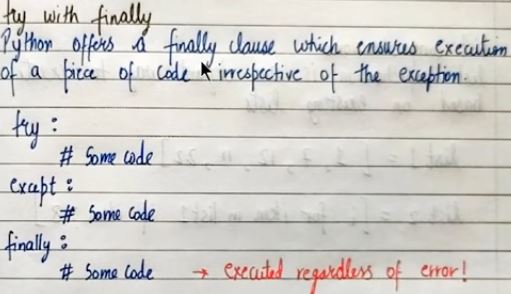 try with finally
Python offers a finally clause which ensures execution
of a piece of code irrespective of the exception.
try :
# Some code
except :
# Some code
finally :
# Some code → executed regardless of error!